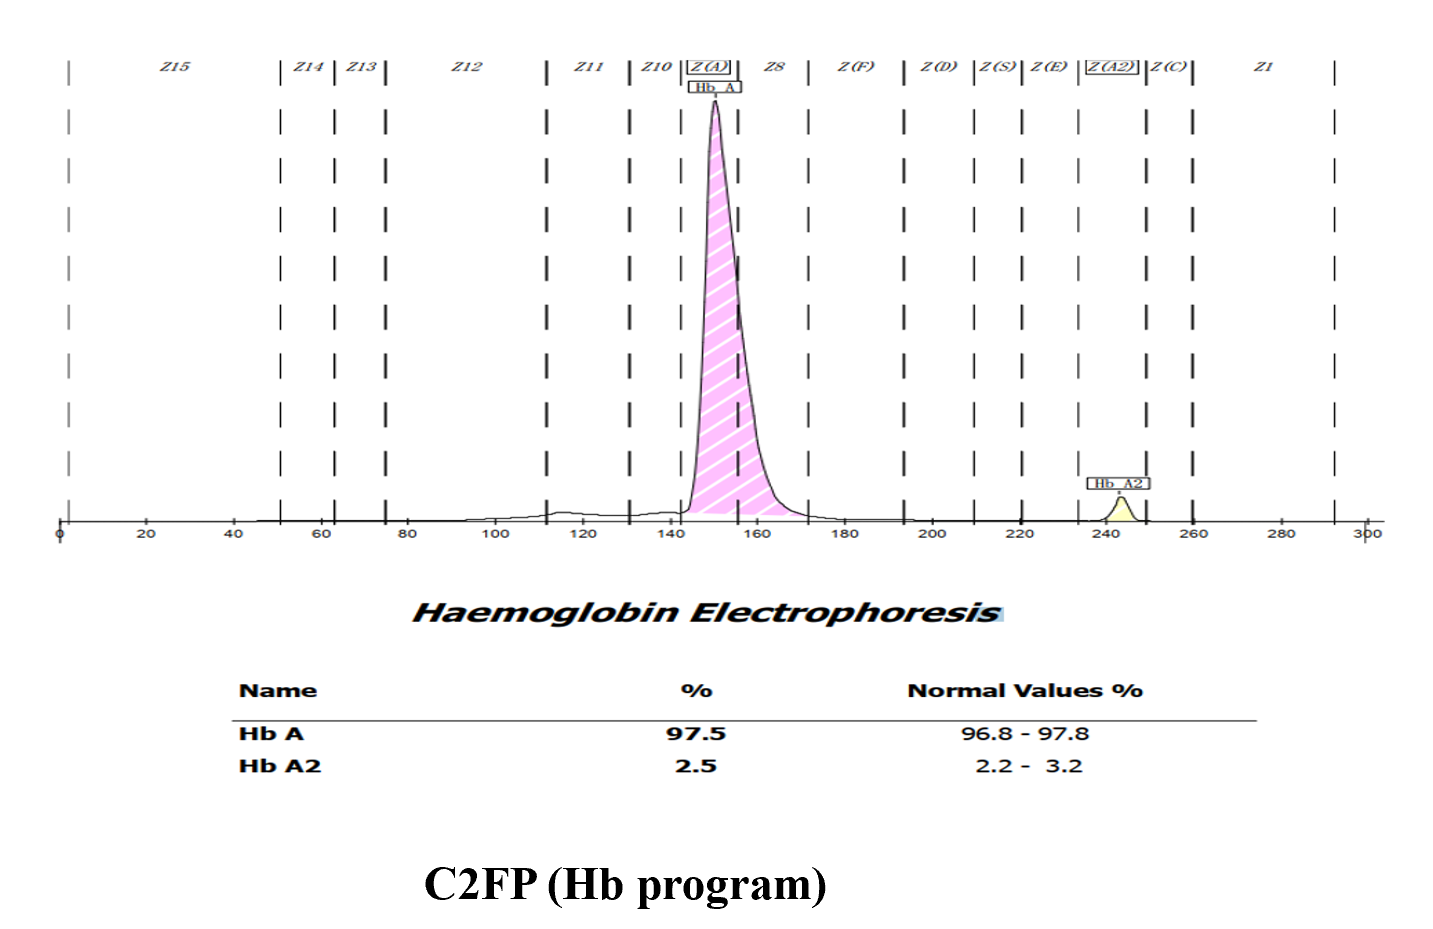 Z15 Z14 Z13 Z12 Z11 Z10 Z(A) Z8 Z(F) Z(D) Z(S) Z(E) Z(A2) Z(C) Z1
Hb A
Hb A2
0 20 40 60 80 100 120 140 160 180 200 220 240 260 280 300
Haemoglobin Electrophoresis
Name % Normal Values %
Hb A 97.5 96.8 - 97.8
Hb A2 2.5 2.2 - 3.2
C2FP (Hb program)